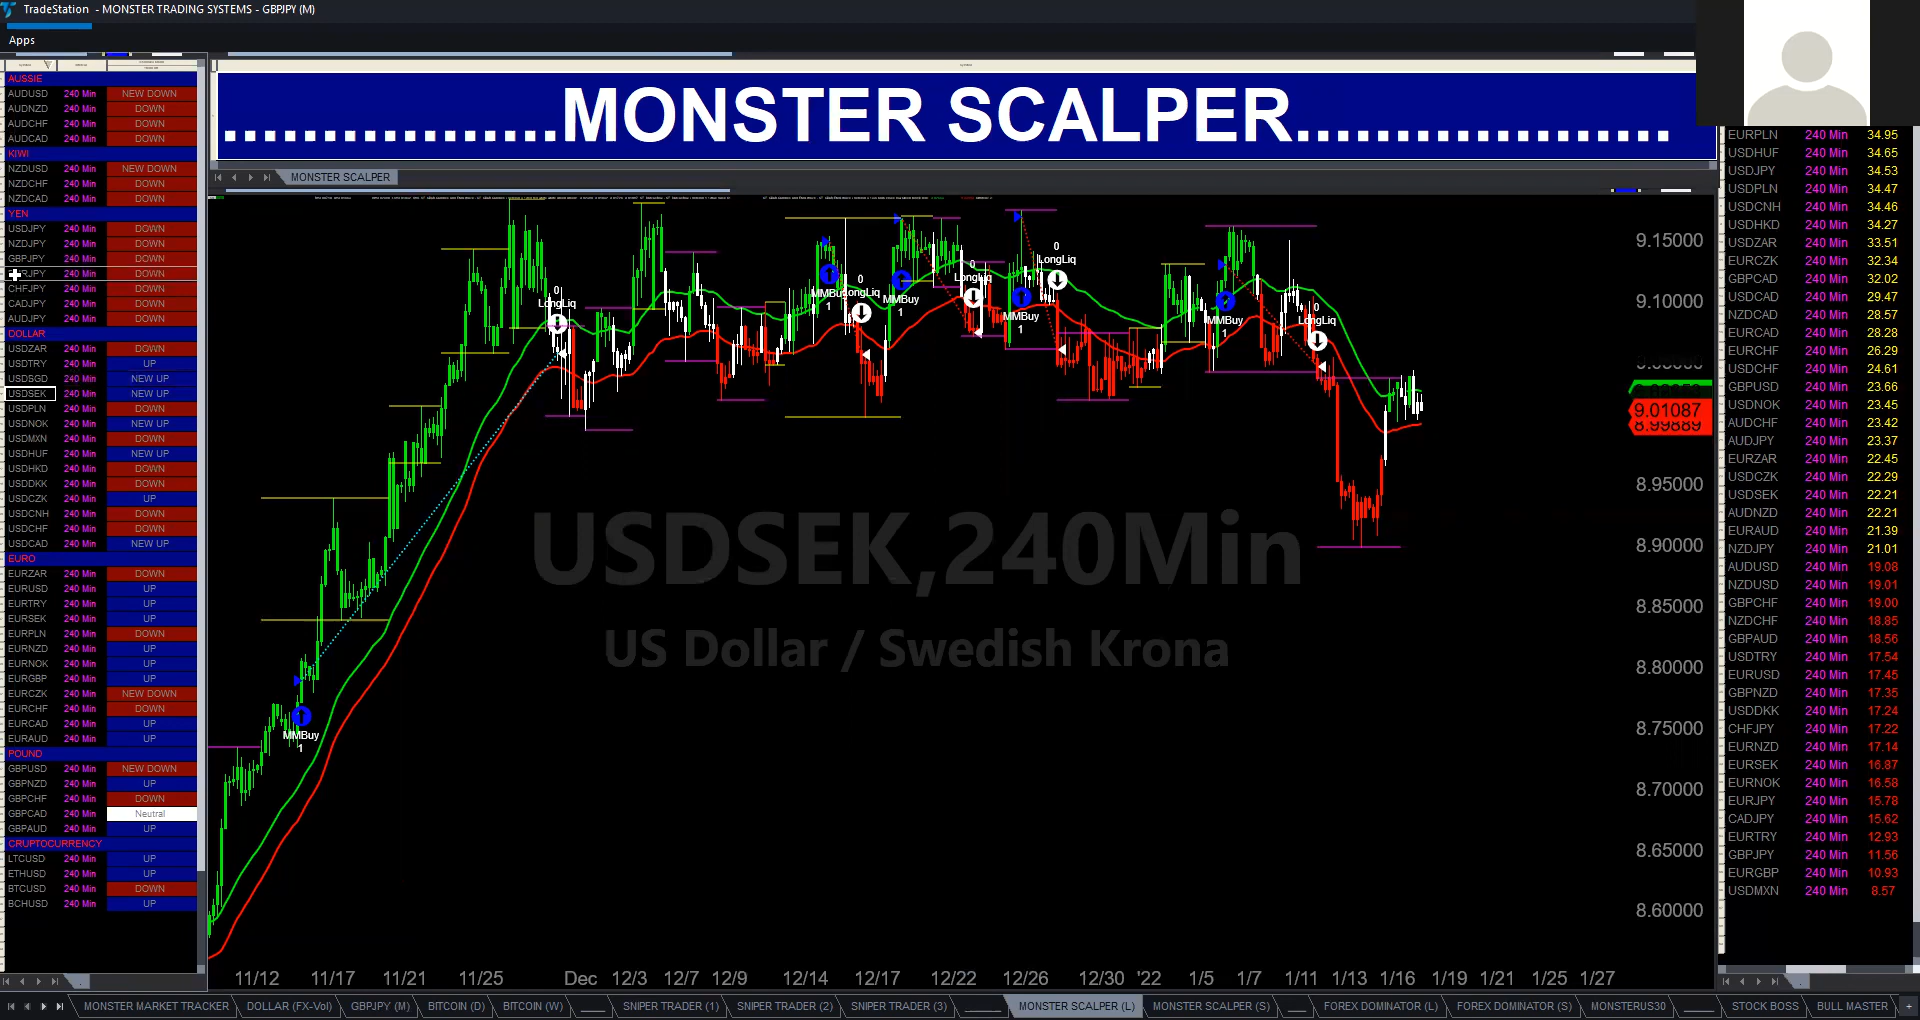 TradeStation - MONSTER TRADING SYSTEMS - GBPJPY (M)
Apps
AUSSIE
AUDUSD 240 Min NEW DOWN
AUDNZD 240 Min DOWN
AUDCHF 240 Min DOWN
AUDCAD 240 Min DOWN
KIWI
NZDUSD 240 Min NEW DOWN
NZDCHF 240 Min DOWN
NZDCAD 240 Min DOWN
YEN
USDJPY 240 Min DOWN
NZDJPY 240 Min DOWN
GBPJPY 240 Min DOWN
RJPY 240 Min DOWN
CHFJPY 240 Min DOWN
CADJPY 240 Min DOWN
AUDJPY 240 Min DOWN
DOLLAR
USDZAR 240 Min DOWN
USDTRY 240 Min UP
USDSGD 240 Min NEW UP
USDSEK 240 Min NEW UP
USDPLN 240 Min DOWN
USDNOK 240 Min NEW UP
USDMXN 240 Min DOWN
USDHUF 240 Min NEW UP
USDHKD 240 Min DOWN
USDDKK 240 Min DOWN
USDCZK 240 Min UP
USDCNH 240 Min DOWN
USDCHF 240 Min DOWN
USDCAD 240 Min NEW UP
EURO
EURZAR 240 Min DOWN
EURUSD 240 Min UP
EURTRY 240 Min UP
EURSEK 240 Min UP
EURPLN 240 Min DOWN
EURNZD 240 Min UP
EURNOK 240 Min UP
EURGBP 240 Min UP
EURCZK 240 Min NEW DOWN
EURCHF 240 Min DOWN
EURCAD 240 Min UP
EURAUD 240 Min UP
POUND
GBPUSD 240 Min NEW DOWN
GBPNZD 240 Min UP
GBPCHF 240 Min DOWN
GBPCAD 240 Min Neutral
GBPAUD 240 Min UP
CRUPTOCURRENCY
LTCUSD 240 Min UP
ETHUSD 240 Min UP
BTCUSD 240 Min DOWN
BCHUSD 240 Min UP
.................MONSTER SCALPER...................
MONSTER SCALPER
0
LongLiq
MMBuy
1
0
LongLiq
MMBuy
1
0
LongLiq
MMBuy
1
0
LongLiq
MMBuy
1
0
LongLiq
MMBuy
1
USDSEK,240Min
US Dollar / Swedish Krona
9.15000
9.10000
9.01087
8.99889
8.95000
8.90000
8.85000
8.80000
8.75000
8.70000
8.65000
8.60000
11/12 11/17 11/21 11/25 Dec 12/3 12/7 12/9 12/14 12/17 12/22 12/26 12/30 '22 1/5 1/7 1/11 1/13 1/16 1/19 1/21 1/25 1/27
EURPLN 240 Min 34.95
USDHUF 240 Min 34.65
USDJPY 240 Min 34.53
USDPLN 240 Min 34.47
USDCNH 240 Min 34.46
USDHKD 240 Min 34.27
USDZAR 240 Min 33.51
EURCZK 240 Min 32.34
GBPCAD 240 Min 32.02
USDCAD 240 Min 29.47
NZDCAD 240 Min 28.57
EURCAD 240 Min 28.28
EURCHF 240 Min 26.29
USDCHF 240 Min 24.61
GBPUSD 240 Min 23.66
USDNOK 240 Min 23.45
AUDCHF 240 Min 23.42
AUDJPY 240 Min 23.37
EURZAR 240 Min 22.45
USDCZK 240 Min 22.29
USDSEK 240 Min 22.21
AUDNZD 240 Min 22.21
EURAUD 240 Min 21.39
NZDJPY 240 Min 21.01
AUDUSD 240 Min 19.08
NZDUSD 240 Min 19.01
GBPCHF 240 Min 19.00
NZDCHF 240 Min 18.85
GBPAUD 240 Min 18.56
USDTRY 240 Min 17.54
EURUSD 240 Min 17.45
GBPNZD 240 Min 17.35
USDDKK 240 Min 17.24
CHFJPY 240 Min 17.22
EURNZD 240 Min 17.14
EURSEK 240 Min 16.87
EURNOK 240 Min 16.58
EURJPY 240 Min 15.78
CADJPY 240 Min 15.62
EURTRY 240 Min 12.93
GBPJPY 240 Min 11.56
EURGBP 240 Min 10.93
USDMXN 240 Min 8.57
MONSTER MARKET TRACKER DOLLAR (FX-Vol) GBPJPY (M) BITCOIN (D) BITCOIN (W) ____ SNIPER TRADER (1) SNIPER TRADER (2) SNIPER TRADER (3) ______ MONSTER SCALPER (L) MONSTER SCALPER (S) ___ FOREX DOMINATOR (L) FOREX DOMINATOR (S) MONSTERUS30 _____ STOCK BOSS BULL MASTER +